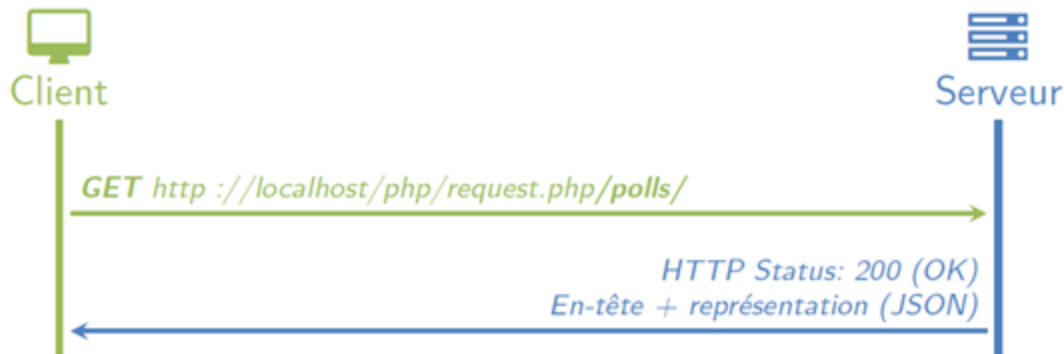 Client
Serveur
GET http ://localhost/php/request.php/polls/
HTTP Status: 200 (OK)
En-tête + représentation (JSON)